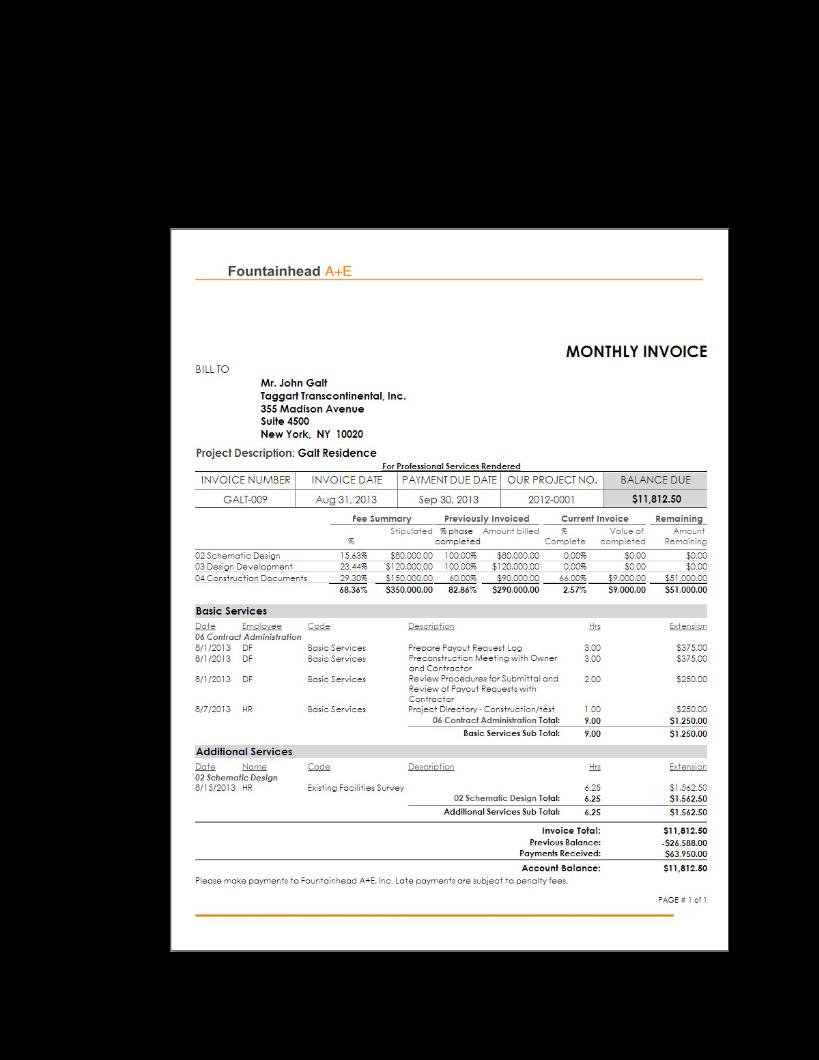 Fountainhead A+E
MONTHLY INVOICE
BILL TO
Mr. John Galt
Taggart Transcontinental, Inc.
355 Madison Avenue
Suite 4500
New York, NY 10020
Project Description: Galt Residence
For Professional Services Rendered
INVOICE NUMBER INVOICE DATE PAYMENT DUE DATE OUR PROJECT NO. BALANCE DUE
GALT-009 Aug 31, 2013 Sep 30, 2013 2012-0001 $11,812.50
Fee Summary Previously Invoiced Current Invoice Remaining
Stipulated % phase Amount billed % Value of Amount
% completed Complete completed Remaining
02 Schematic Design 15.63% $80,000.00 100.00% $80,000.00 0.00% $0.00 $0.00
03 Design Development 23.44% $120,000.00 100.00% $120,000.00 0.00% $0.00 $0.00
04 Construction Documents 29.30% $150,000.00 60.00% $90,000.00 66.00% $9,000.00 $51,000.00
68.36% $350,000.00 82.86% $290,000.00 2.57% $9,000.00 $51,000.00
Basic Services
Date Employee Code Description Hrs Extension
06 Contract Administration
8/1/2013 DF Basic Services Prepare Payout Request Log 3.00 $375.00
8/1/2013 DF Basic Services Preconstruction Meeting with Owner 3.00 $375.00
and Contractor
8/1/2013 DF Basic Services Review Procedures for Submittal and 2.00 $250.00
Review of Payout Requests with
Contractor
8/7/2013 HR Basic Services Project Directory - Construction/test 1.00 $250.00
06 Contract Administration Total: 9.00 $1,250.00
Basic Services Sub Total: 9.00 $1,250.00
Additional Services
Date Name Code Description Hrs Extension
02 Schematic Design
8/15/2013 HR Existing Facilities Survey 6.25 $1,562.50
02 Schematic Design Total: 6.25 $1,562.50
Additional Services Sub Total: 6.25 $1,562.50
Invoice Total: $11,812.50
Previous Balance: -$26,588.00
Payments Received: $63,950.00
Account Balance: $11,812.50
Please make payments to Fountainhead A+E, Inc. Late payments are subject to penalty fees.
PAGE # 1 of 1